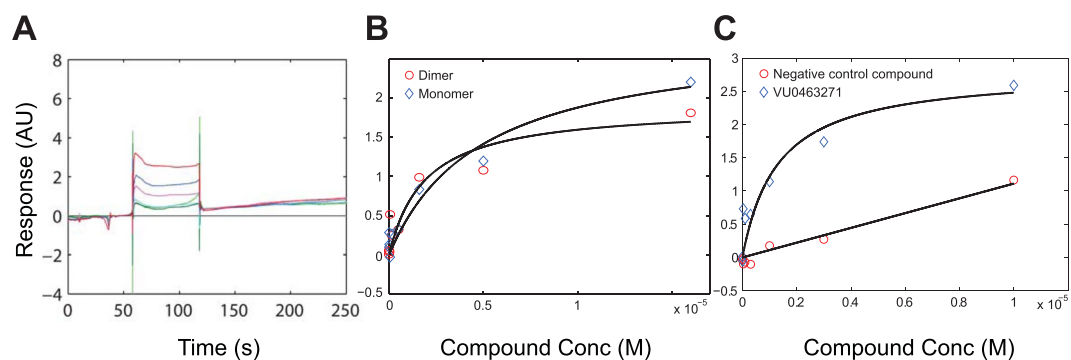 A
B
C
Response (AU)
8
6
4
2
0
−2
−4
0
50
100
150
200
250
Time (s)
Dimer
Monomer
2
1.5
1
0.5
0
−0.5
0
0.5
1
1.5
x 10⁻⁵
Compound Conc (M)
Negative control compound
VU0463271
3
2.5
2
1.5
1
0.5
0
−0.5
0
0.2
0.4
0.6
0.8
1
x 10⁻⁵
Compound Conc (M)